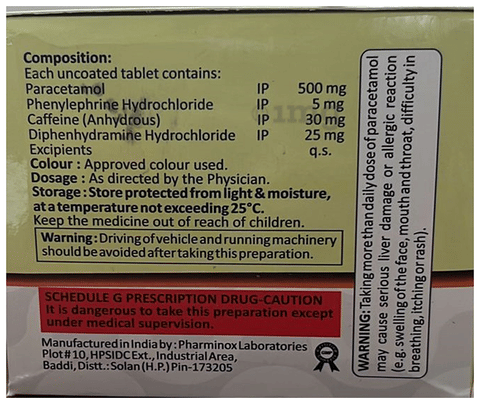 Composition:
Each uncoated tablet contains:
Paracetamol IP 500 mg
Phenylephrine Hydrochloride IP 5 mg
Caffeine (Anhydrous) IP 30 mg
Diphenhydramine Hydrochloride IP 25 mg
Excipients q.s.
Colour : Approved colour used.
Dosage : As directed by the Physician.
Storage : Store protected from light & moisture,
at a temperature not exceeding 25°C.
Keep the medicine out of reach of children.
Warning : Driving of vehicle and running machinery
should be avoided after taking this preparation.
SCHEDULE G PRESCRIPTION DRUG-CAUTION
It is dangerous to take this preparation except
under medical supervision.
Manufactured in India by : Pharminox Laboratories
Plot # 10, HPSIDC Ext., Industrial Area,
Baddi, Distt.: Solan (H.P.) Pin-173205
GMP
WARNING: Taking more than daily dose of paracetamol
may cause serious liver damage or allergic reaction
(e.g. swelling of the face, mouth and throat, difficulty in
breathing, itching or rash).